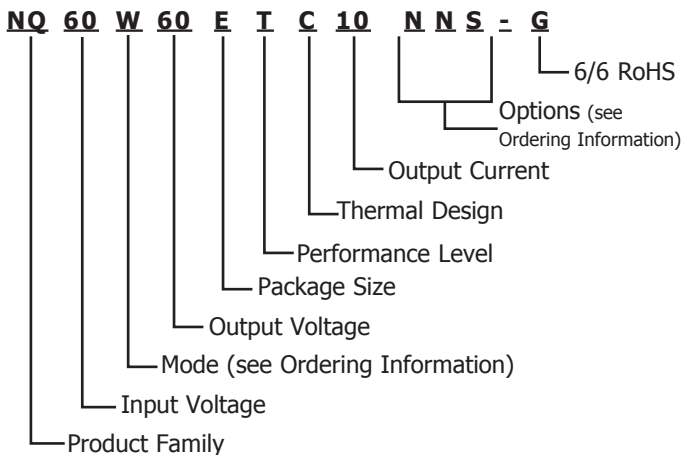 NQ 60 W 60 E T C 10 N N S - G
6/6 RoHS
Options (see
Ordering Information)
Output Current
Thermal Design
Performance Level
Package Size
Output Voltage
Mode (see Ordering Information)
Input Voltage
Product Family